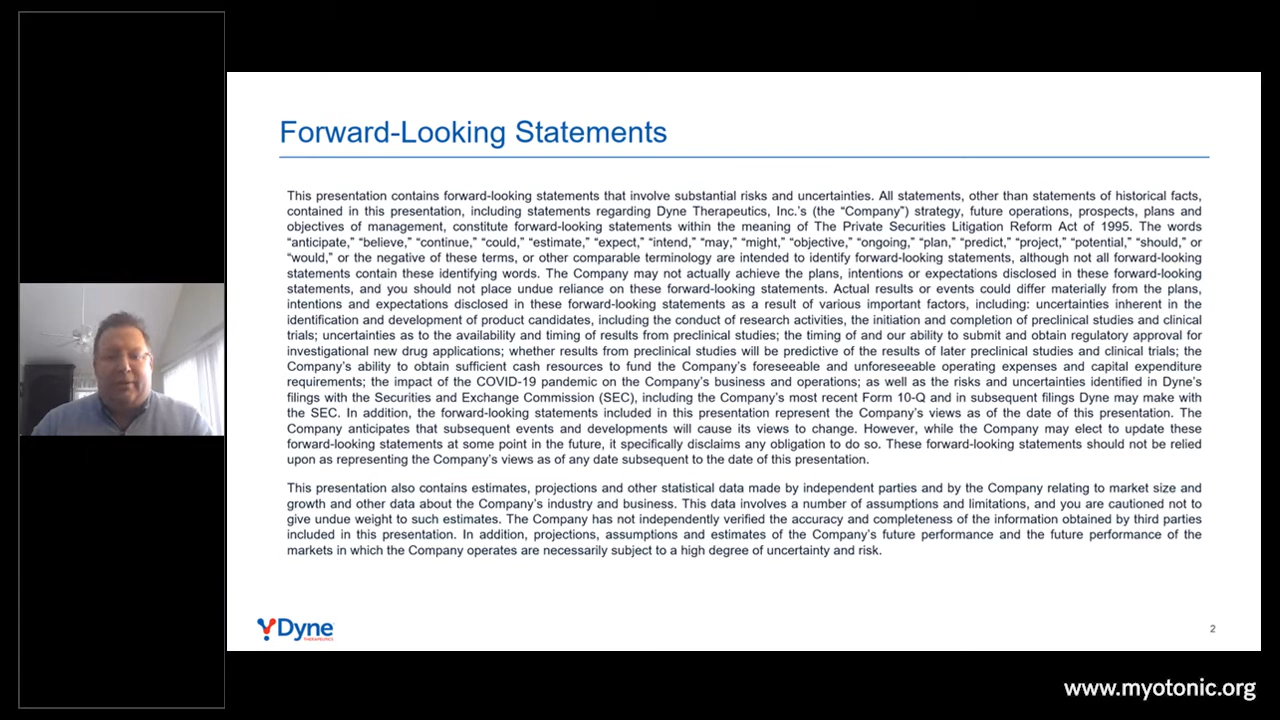 Forward-Looking Statements
This presentation contains forward-looking statements that involve substantial risks and uncertainties. All statements, other than statements of historical facts,
contained in this presentation, including statements regarding Dyne Therapeutics, Inc.'s (the “Company”) strategy, future operations, prospects, plans and
objectives of management, constitute forward-looking statements within the meaning of The Private Securities Litigation Reform Act of 1995. The words
“anticipate,” “believe,” “continue,” “could,” “estimate,” “expect,” “intend,” “may,” “might,” “objective,” “ongoing,” “plan,” “predict,” “project,” “potential,” “should,” or
“would,” or the negative of these terms, or other comparable terminology are intended to identify forward-looking statements, although not all forward-looking
statements contain these identifying words. The Company may not actually achieve the plans, intentions or expectations disclosed in these forward-looking
statements, and you should not place undue reliance on these forward-looking statements. Actual results or events could differ materially from the plans,
intentions and expectations disclosed in these forward-looking statements as a result of various important factors, including: uncertainties inherent in the
identification and development of product candidates, including the conduct of research activities, the initiation and completion of preclinical studies and clinical
trials; uncertainties as to the availability and timing of results from preclinical studies; the timing of and our ability to submit and obtain regulatory approval for
investigational new drug applications; whether results from preclinical studies will be predictive of the results of later preclinical studies and clinical trials; the
Company's ability to obtain sufficient cash resources to fund the Company's foreseeable and unforeseeable operating expenses and capital expenditure
requirements; the impact of the COVID-19 pandemic on the Company's business and operations; as well as the risks and uncertainties identified in Dyne's
filings with the Securities and Exchange Commission (SEC), including the Company's most recent Form 10-Q and in subsequent filings Dyne may make with
the SEC. In addition, the forward-looking statements included in this presentation represent the Company's views as of the date of this presentation. The
Company anticipates that subsequent events and developments will cause its views to change. However, while the Company may elect to update these
forward-looking statements at some point in the future, it specifically disclaims any obligation to do so. These forward-looking statements should not be relied
upon as representing the Company's views as of any date subsequent to the date of this presentation.
This presentation also contains estimates, projections and other statistical data made by independent parties and by the Company relating to market size and
growth and other data about the Company's industry and business. This data involves a number of assumptions and limitations, and you are cautioned not to
give undue weight to such estimates. The Company has not independently verified the accuracy and completeness of the information obtained by third parties
included in this presentation. In addition, projections, assumptions and estimates of the Company's future performance and the future performance of the
markets in which the Company operates are necessarily subject to a high degree of uncertainty and risk.
Dyne
THERAPEUTICS
2
www.myotonic.org